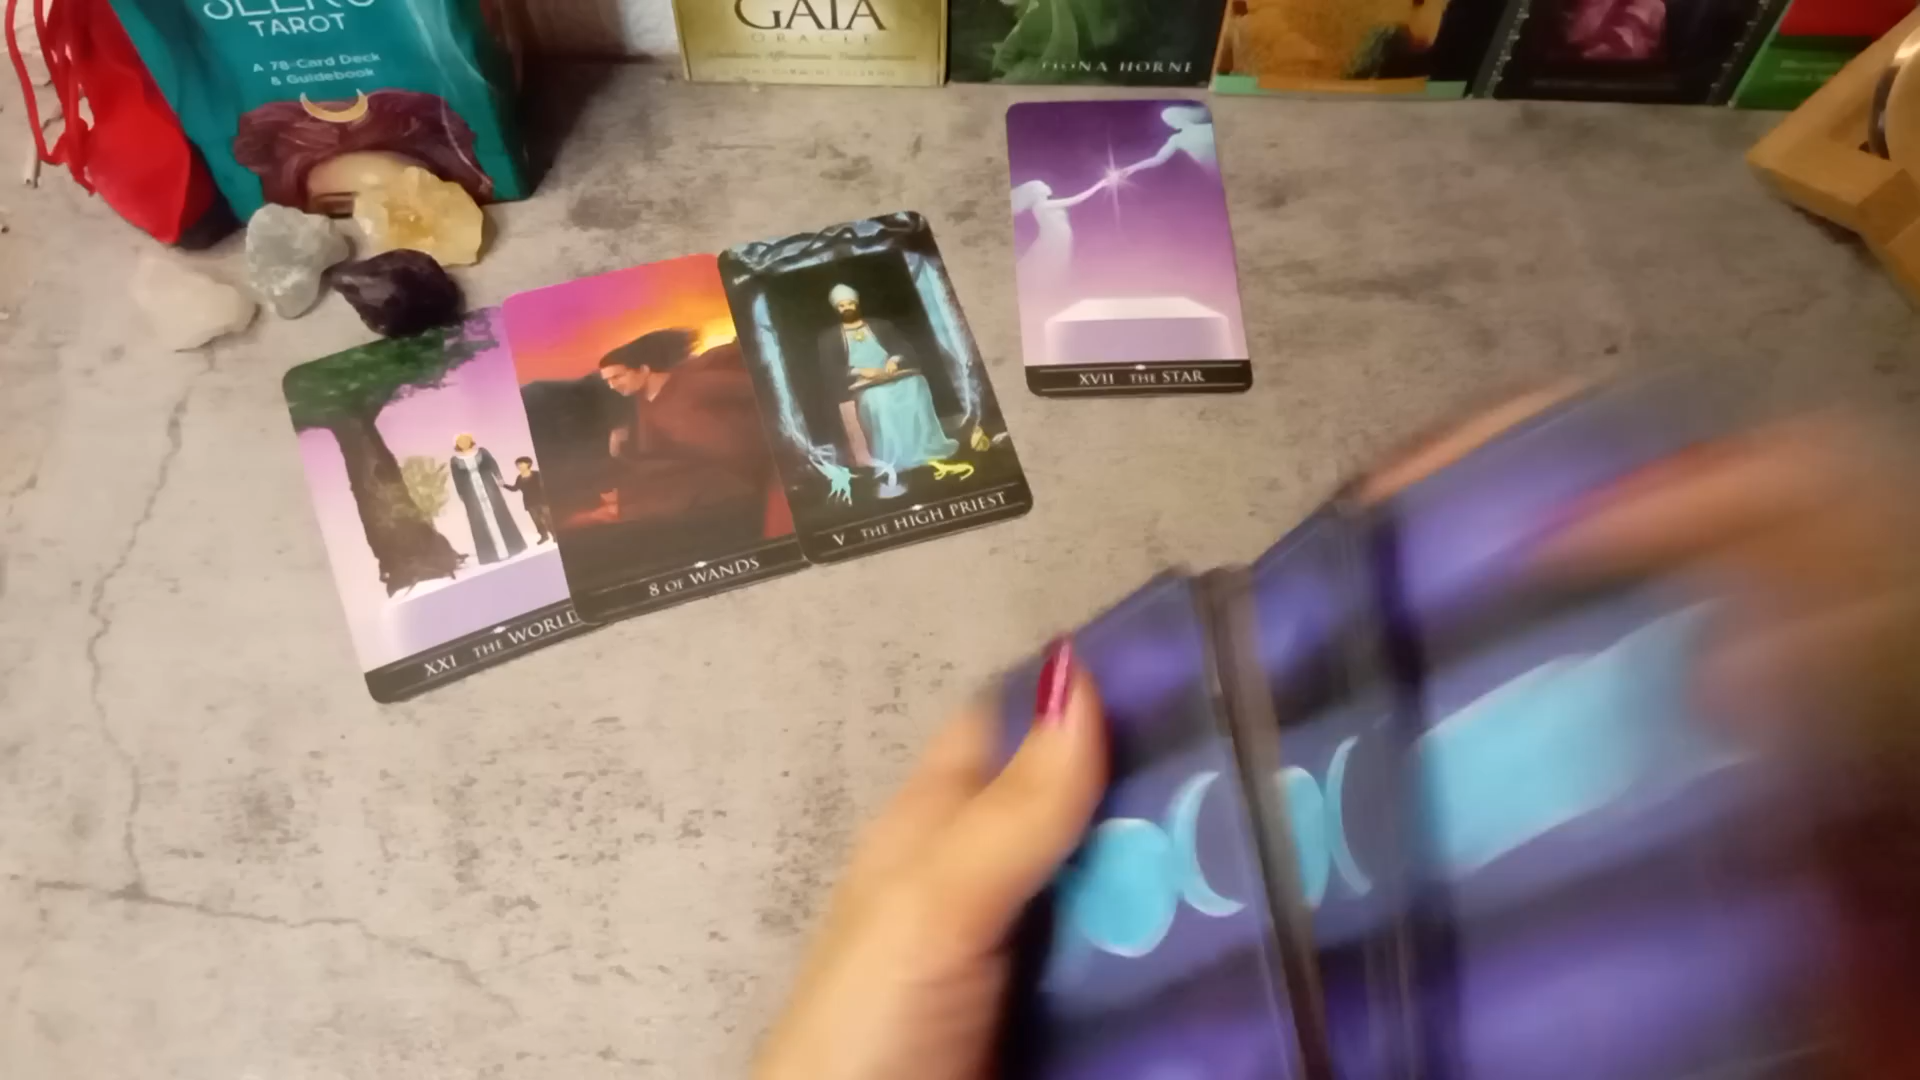 TAROT
A 78-Card Deck
& Guidebook
GAIA
ORACLE
FIONA HORNE
XVII THE STAR
V THE HIGH PRIEST
8 OF WANDS
XXI THE WORLD